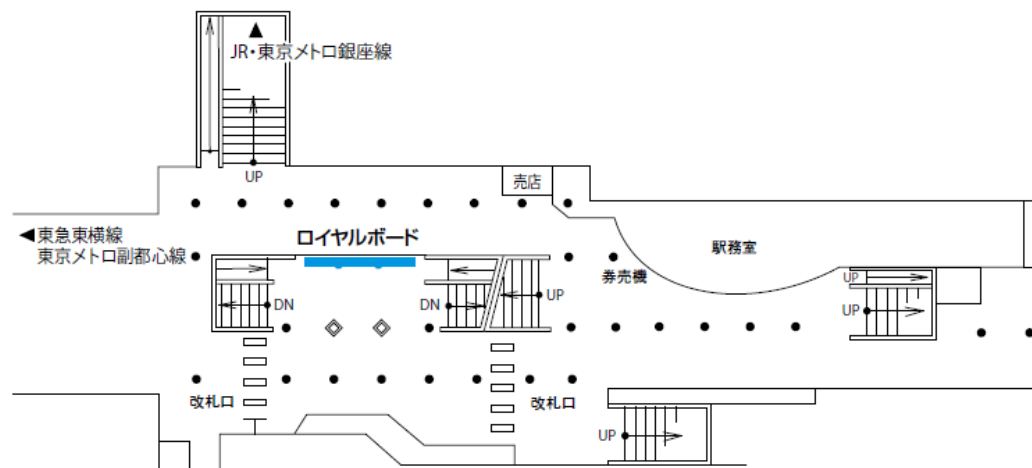 JR・東京メトロ銀座線
UP
売店
東急東横線
東京メトロ副都心線
ロイヤルボード
駅務室
券売機
DN
DN
UP
UP
UP
改札口
改札口
UP